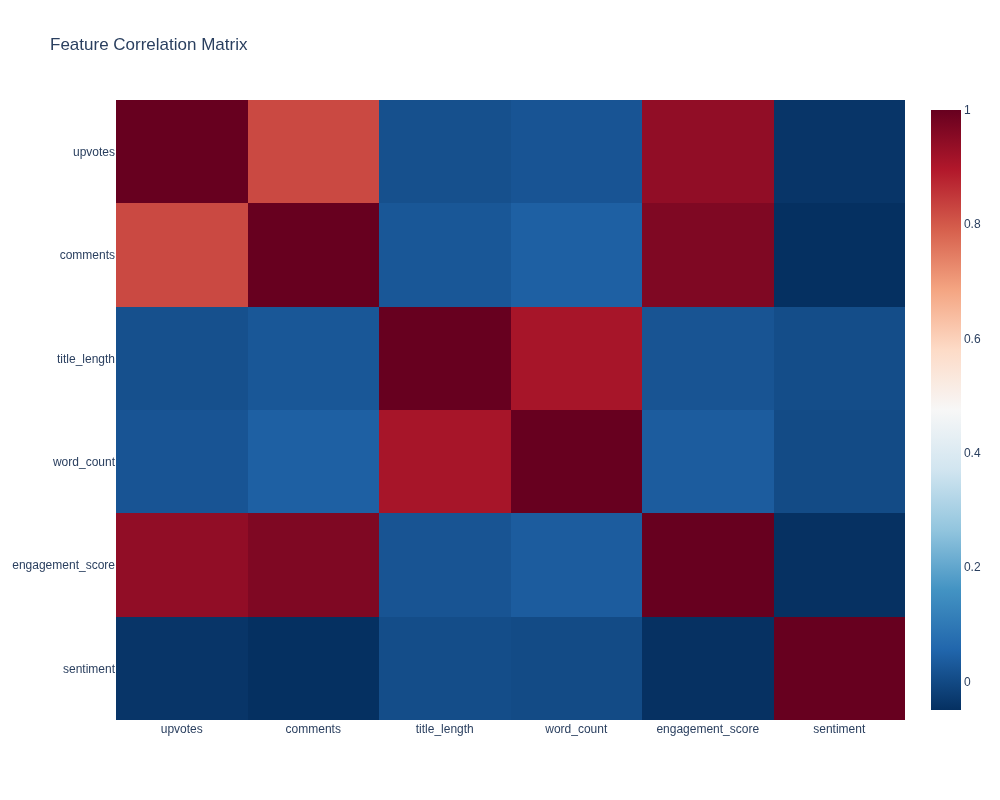 Feature Correlation Matrix
upvotes
comments
title_length
word_count
engagement_score
sentiment
upvotes comments title_length word_count engagement_score sentiment
1
0.8
0.6
0.4
0.2
0